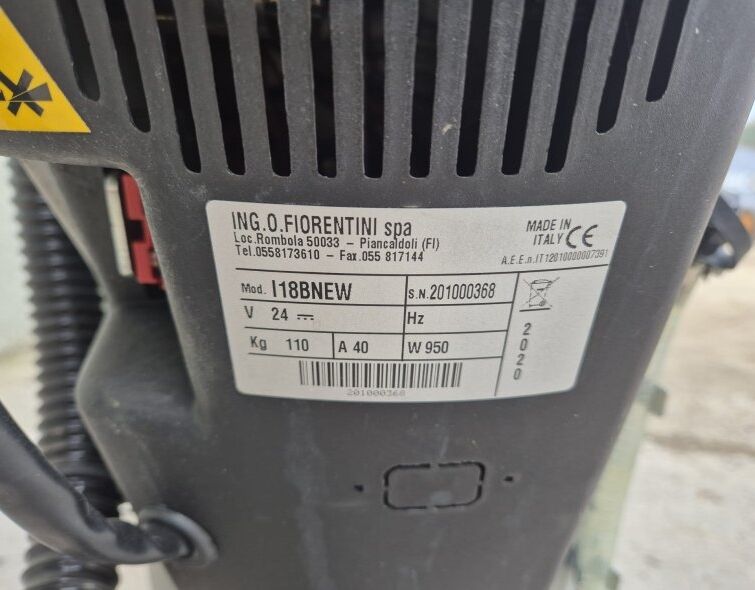 ING.O.FIORENTINI spa
Loc.Rombola 50033 – Piancaldoli (FI)
Tel.0558173610 – Fax.055 817144
MADE IN
ITALY CE
A.E.E.n.IT12010000007391
Mod. I18BNEW
S.N.201000368
V 24 ⎓
Hz
Kg 110
A 40
W 950
2020
201000368